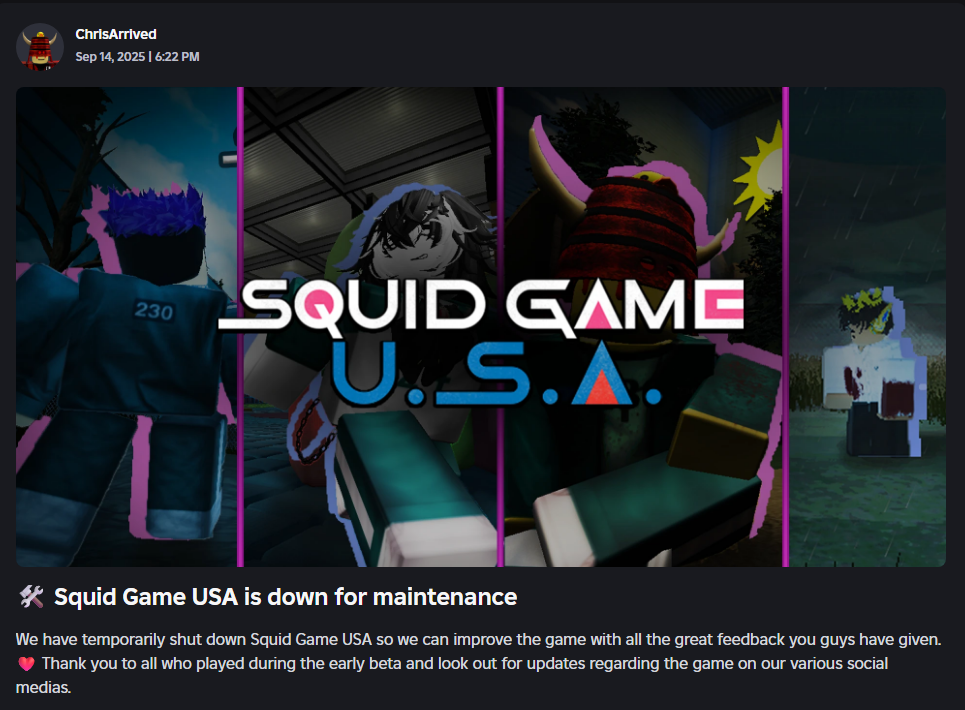 ChrisArrived
Sep 14, 2025 | 6:22 PM
230
SQUID GAME
U.S.A.
🛠️ Squid Game USA is down for maintenance
We have temporarily shut down Squid Game USA so we can improve the game with all the great feedback you guys have given.
❤️ Thank you to all who played during the early beta and look out for updates regarding the game on our various social
medias.